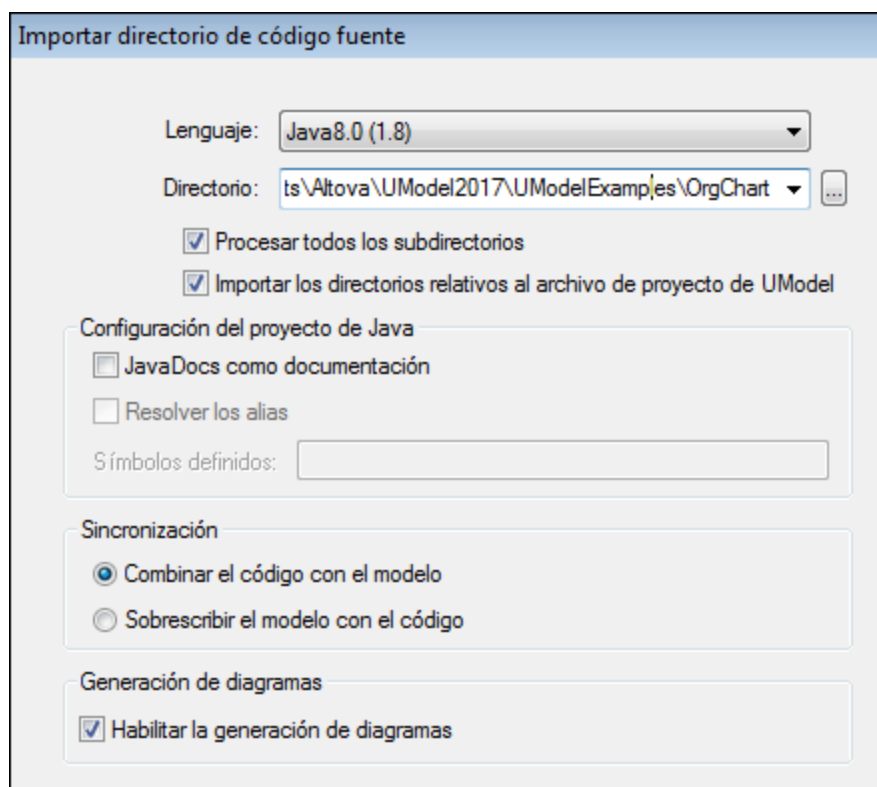 Importar directorio de código fuente
Lenguaje: Java8.0 (1.8)
Directorio: ts\Altova\UModel2017\UModelExamples\OrgChart ...
Procesar todos los subdirectorios
Importar los directorios relativos al archivo de proyecto de UModel
Configuración del proyecto de Java
JavaDocs como documentación
Resolver los alias
Símbolos definidos:
Sincronización
Combinar el código con el modelo
Sobrescribir el modelo con el código
Generación de diagramas
Habilitar la generación de diagramas